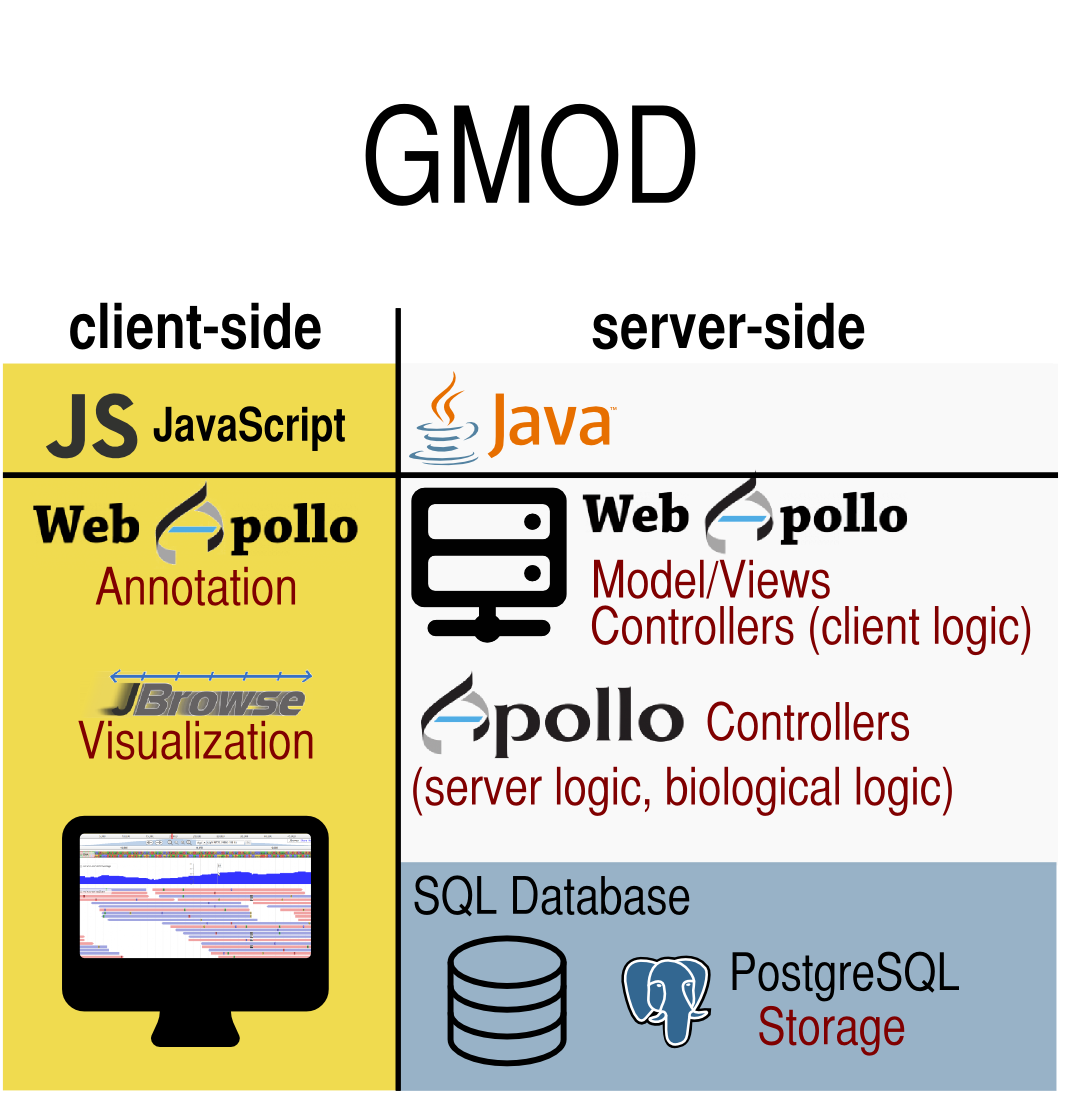 GMOD
client-side
server-side
JS JavaScript
Java™
Web Apollo
Annotation
JBrowse
Visualization
Web Apollo
Model/Views
Controllers (client logic)
Apollo Controllers
(server logic, biological logic)
SQL Database
PostgreSQL
Storage